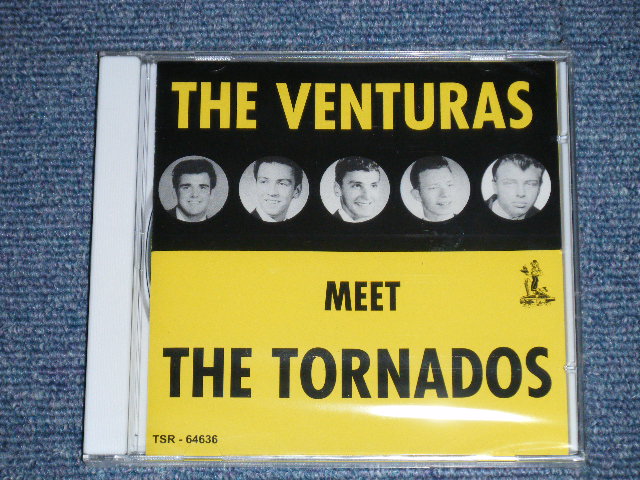 THE VENTURAS
MEET
THE TORNADOS
TSR - 64636